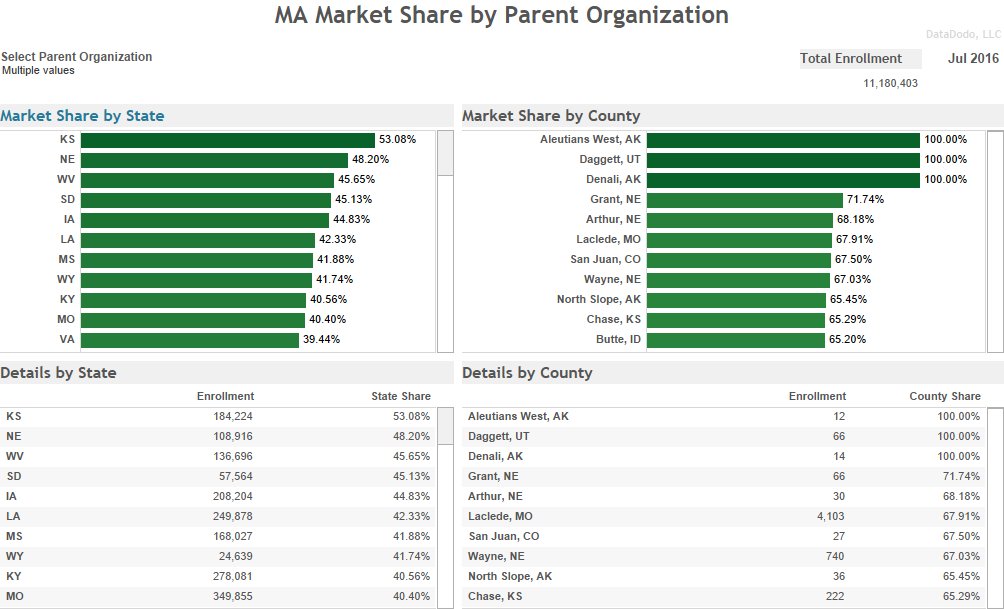 MA Market Share by Parent Organization
DataDodo, LLC
Select Parent Organization
Multiple values
Total Enrollment Jul 2016
11,180,403
Market Share by State
KS 53.08%
NE 48.20%
WV 45.65%
SD 45.13%
IA 44.83%
LA 42.33%
MS 41.88%
WY 41.74%
KY 40.56%
MO 40.40%
VA 39.44%
Market Share by County
Aleutians West, AK 100.00%
Daggett, UT 100.00%
Denali, AK 100.00%
Grant, NE 71.74%
Arthur, NE 68.18%
Laclede, MO 67.91%
San Juan, CO 67.50%
Wayne, NE 67.03%
North Slope, AK 65.45%
Chase, KS 65.29%
Butte, ID 65.20%
Details by State
Enrollment State Share
KS 184,224 53.08%
NE 108,916 48.20%
WV 136,696 45.65%
SD 57,564 45.13%
IA 208,204 44.83%
LA 249,878 42.33%
MS 168,027 41.88%
WY 24,639 41.74%
KY 278,081 40.56%
MO 349,855 40.40%
Details by County
Enrollment County Share
Aleutians West, AK 12 100.00%
Daggett, UT 66 100.00%
Denali, AK 14 100.00%
Grant, NE 66 71.74%
Arthur, NE 30 68.18%
Laclede, MO 4,103 67.91%
San Juan, CO 27 67.50%
Wayne, NE 740 67.03%
North Slope, AK 36 65.45%
Chase, KS 222 65.29%